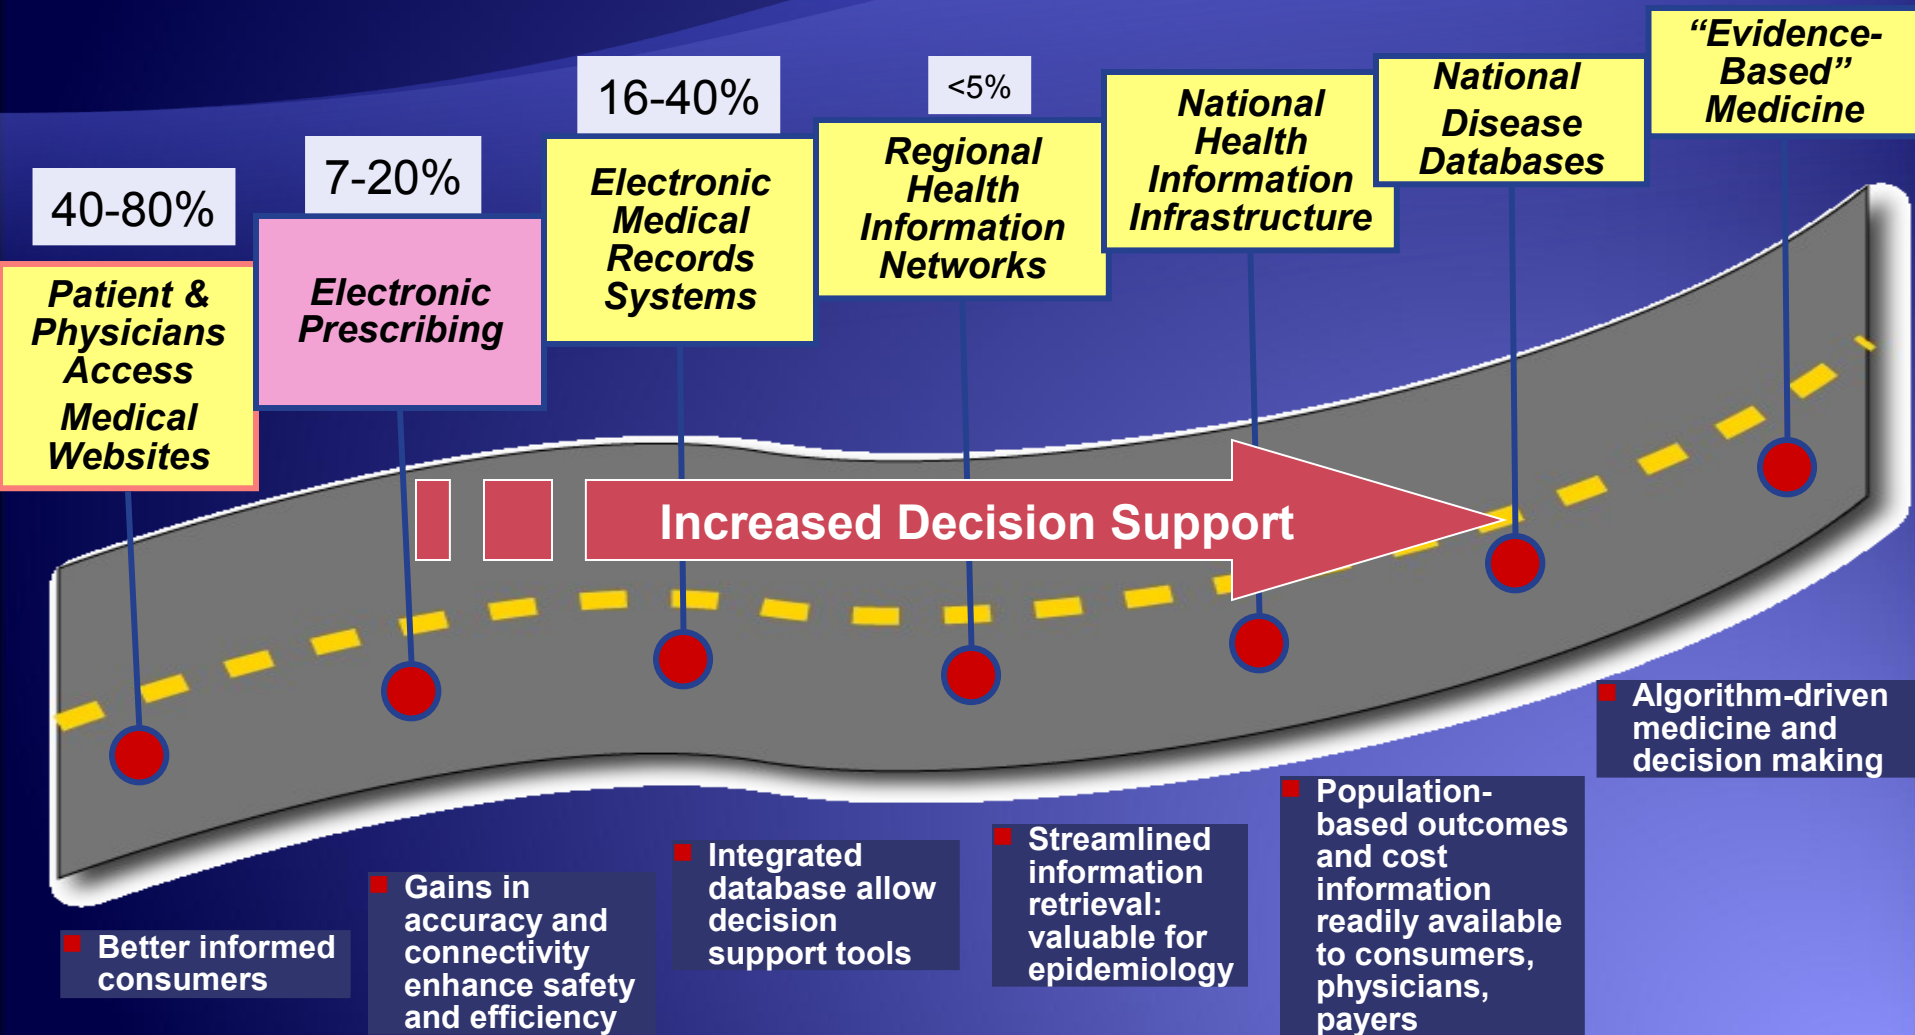 40-80%
Patient &
Physicians
Access
Medical
Websites
7-20%
Electronic
Prescribing
16-40%
Electronic
Medical
Records
Systems
<5%
Regional
Health
Information
Networks
National
Health
Information
Infrastructure
National
Disease
Databases
“Evidence-
Based”
Medicine
Increased Decision Support
Better informed
consumers
Gains in
accuracy and
connectivity
enhance safety
and efficiency
Integrated
database allow
decision
support tools
Streamlined
information
retrieval:
valuable for
epidemiology
Population-
based outcomes
and cost
information
readily available
to consumers,
physicians,
payers
Algorithm-driven
medicine and
decision making